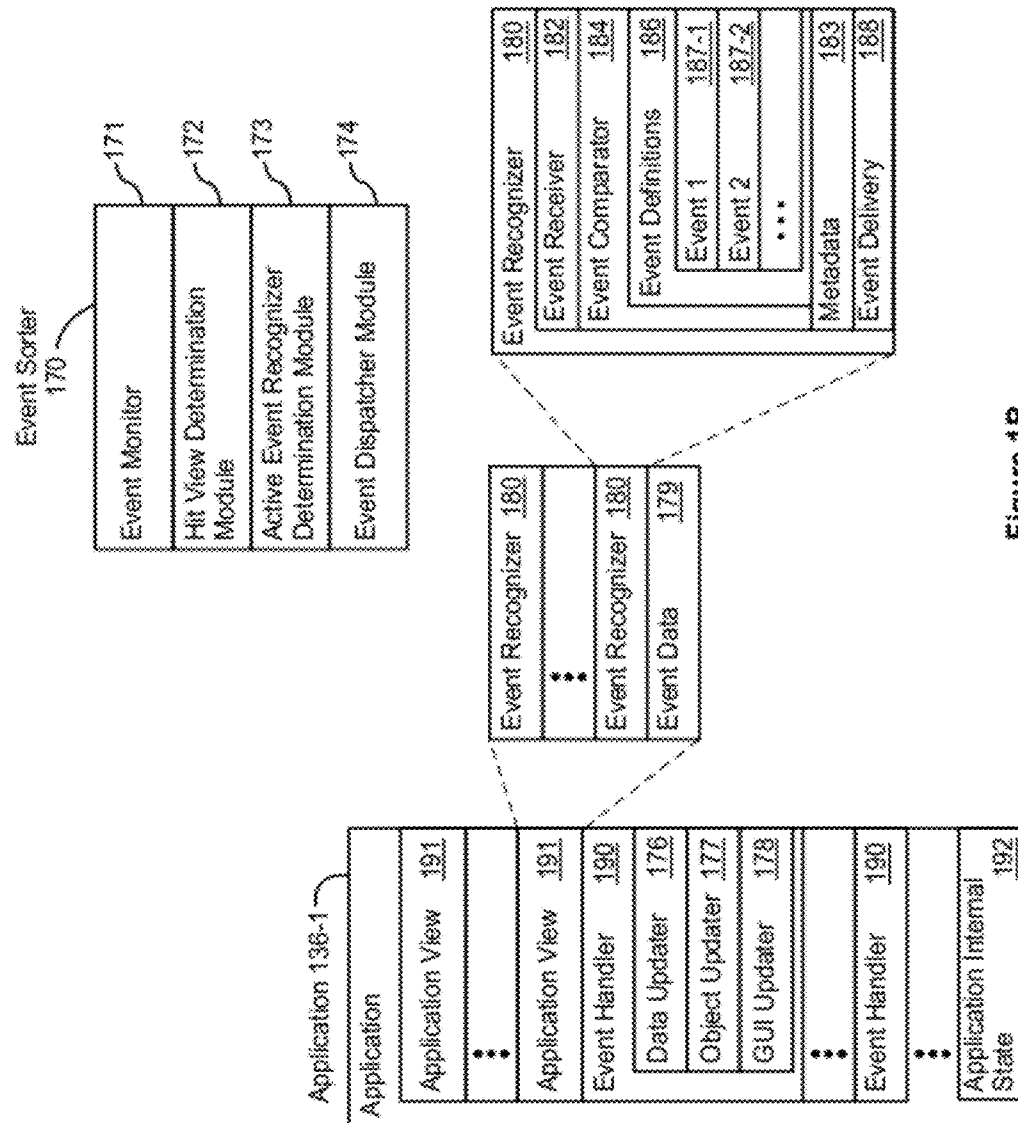 Event Sorter
170
Event Monitor
171
Hit View Determination
Module
172
Active Event Recognizer
Determination Module
173
Event Dispatcher Module
174
Application 136-1
Application
Application View 191
•••
Application View 191
Event Handler 190
Data Updater 176
Object Updater 177
GUI Updater 178
•••
Event Handler 190
•••
Application Internal
State 192
Event Recognizer 180
•••
Event Recognizer 180
Event Data 179
Event Recognizer 180
Event Receiver 182
Event Comparator 184
Event Definitions 186
Event 1 187-1
Event 2 187-2
•••
Metadata 183
Event Delivery 188
Figure 1B